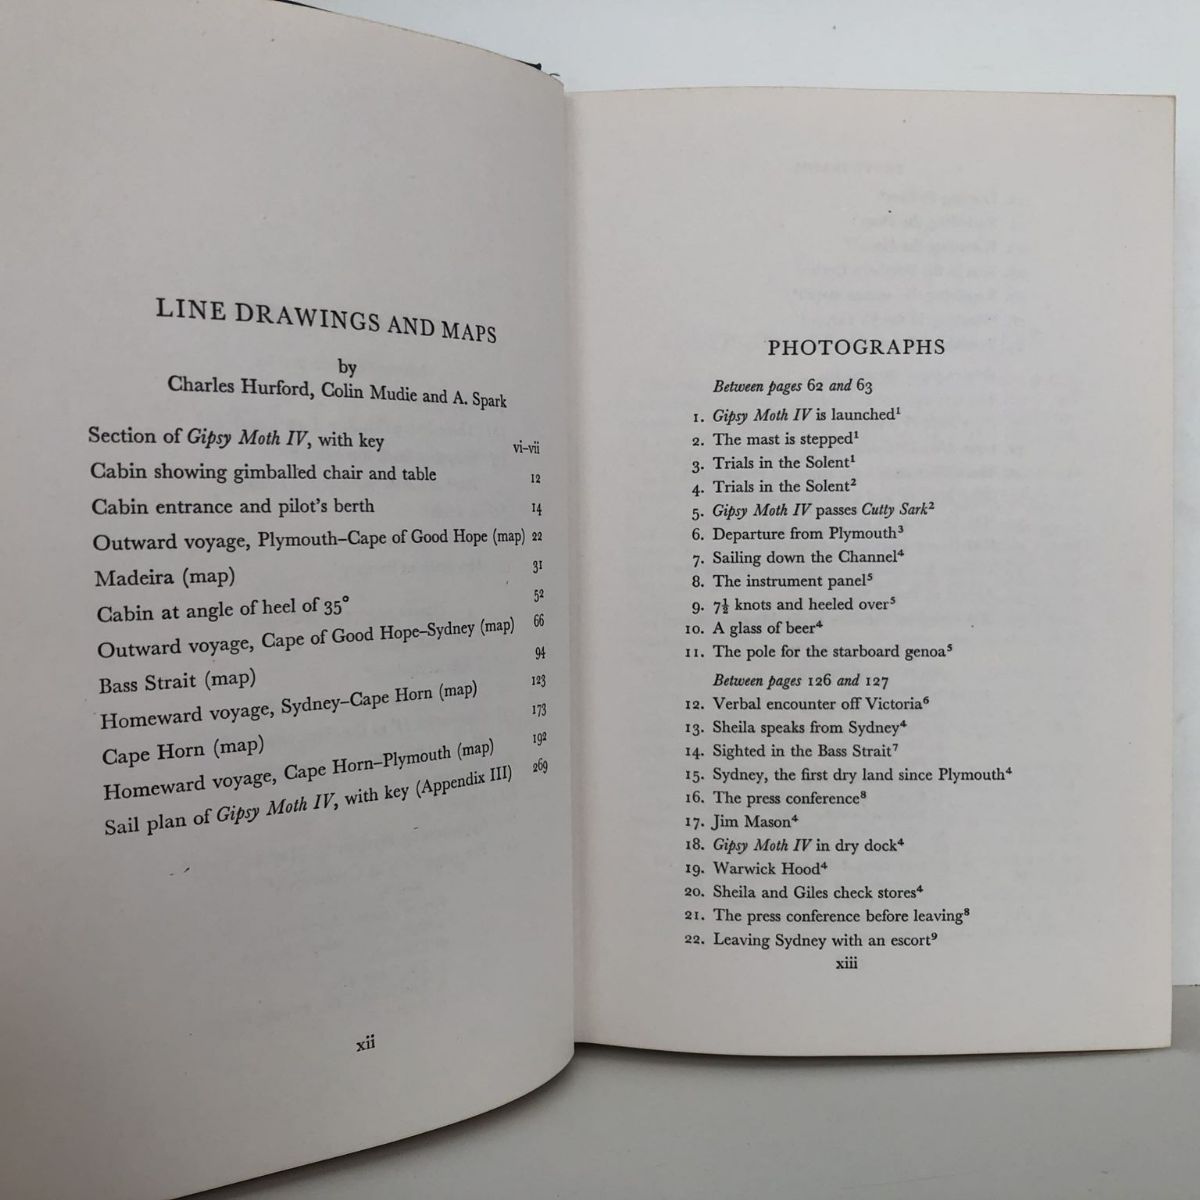 LINE DRAWINGS AND MAPS
by
Charles Hurford, Colin Mudie and A. Spark
Section of Gipsy Moth IV, with key vi–vii
Cabin showing gimballed chair and table 12
Cabin entrance and pilot's berth 14
Outward voyage, Plymouth–Cape of Good Hope (map) 22
Madeira (map) 31
Cabin at angle of heel of 35° 52
Outward voyage, Cape of Good Hope–Sydney (map) 66
Bass Strait (map) 94
Homeward voyage, Sydney–Cape Horn (map) 123
Cape Horn (map) 173
Homeward voyage, Cape Horn–Plymouth (map) 192
Sail plan of Gipsy Moth IV, with key (Appendix III) 269
xii
PHOTOGRAPHS
Between pages 62 and 63
1. Gipsy Moth IV is launched¹
2. The mast is stepped¹
3. Trials in the Solent¹
4. Trials in the Solent²
5. Gipsy Moth IV passes Cutty Sark²
6. Departure from Plymouth³
7. Sailing down the Channel⁴
8. The instrument panel⁵
9. 7½ knots and heeled over⁵
10. A glass of beer⁴
11. The pole for the starboard genoa⁵
Between pages 126 and 127
12. Verbal encounter off Victoria⁶
13. Sheila speaks from Sydney⁴
14. Sighted in the Bass Strait⁷
15. Sydney, the first dry land since Plymouth⁴
16. The press conference⁸
17. Jim Mason⁴
18. Gipsy Moth IV in dry dock⁴
19. Warwick Hood⁴
20. Sheila and Giles check stores⁴
21. The press conference before leaving⁸
22. Leaving Sydney with an escort⁹
xiii